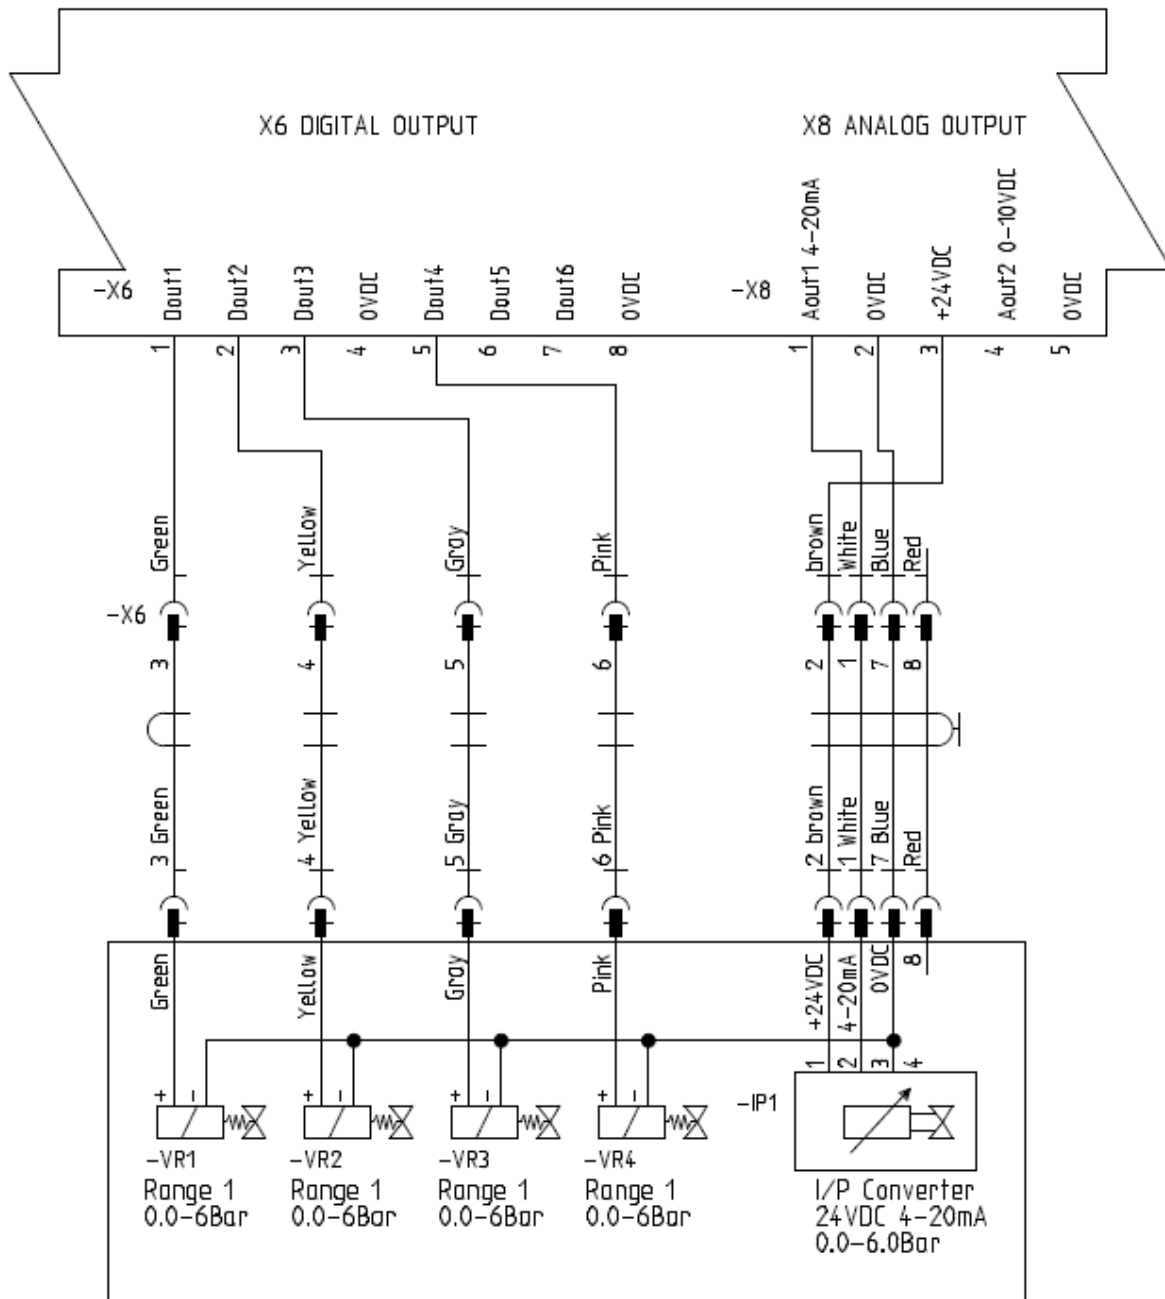 X6 DIGITAL OUTPUT
X8 ANALOG OUTPUT
-X6
Dout1
Dout2
Dout3
0VDC
Dout4
Dout5
Dout6
0VDC
-X8
Aout1 4-20mA
0VDC
+24VDC
Aout2 0-10VDC
0VDC
1
2
3
4
5
6
7
8
1
2
3
4
5
Green
Yellow
Gray
Pink
brown
White
Blue
Red
-X6
3
4
5
6
2
1
7
8
3 Green
4 Yellow
5 Gray
6 Pink
2 brown
1 White
7 Blue
Red
Green
Yellow
Gray
Pink
+24VDC
4-20mA
0VDC
8
1
2
3
4
+ -
+ -
+ -
+ -
-IP1
-VR1
Range 1
0.0-6Bar
-VR2
Range 1
0.0-6Bar
-VR3
Range 1
0.0-6Bar
-VR4
Range 1
0.0-6Bar
I/P Converter
24VDC 4-20mA
0.0-6.0Bar